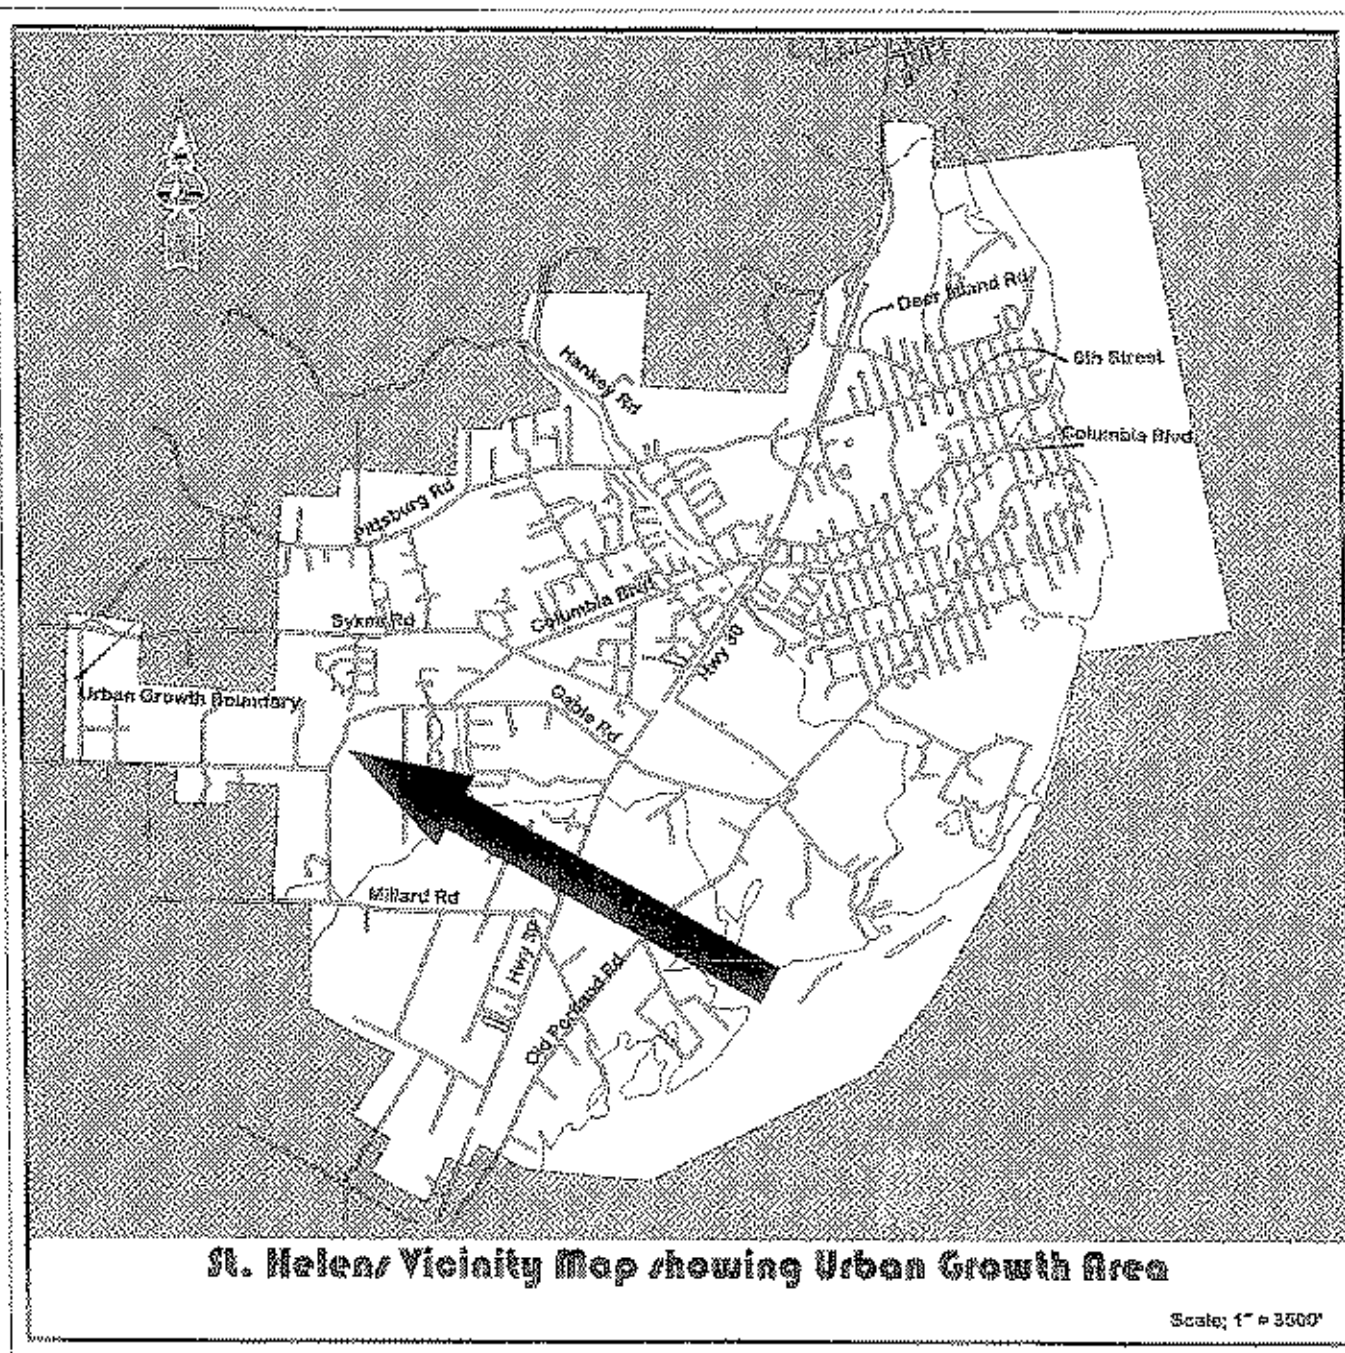 Deer Island Rd
6th Street
Hankey Rd
Columbia Blvd
Pittsburg Rd
Columbia Blvd
Sykes Rd
Hwy 30
Urban Growth Boundary
Gable Rd
Millard Rd
Hwy 30
Old Portland Rd
St. Helens Vicinity Map showing Urban Growth Area
Scale; 1" = 3500'